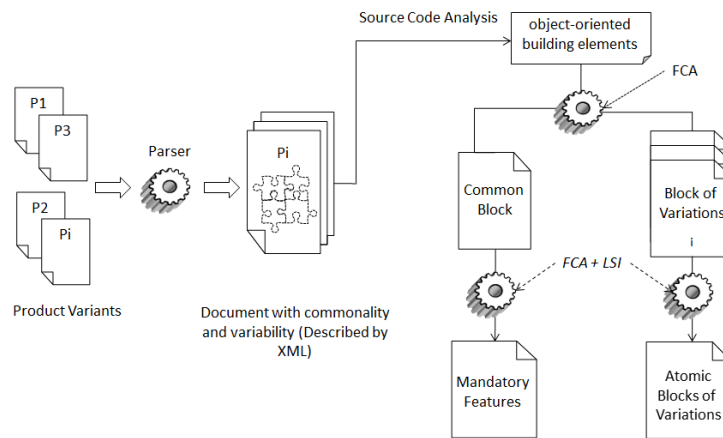 Source Code Analysis
object-oriented
building elements
FCA
P1
P3
Parser
Pi
P2
Pi
Common
Block
Block of
Variations
i
FCA + LSI
Product Variants
Document with commonality
and variability (Described by
XML)
Mandatory
Features
Atomic
Blocks of
Variations